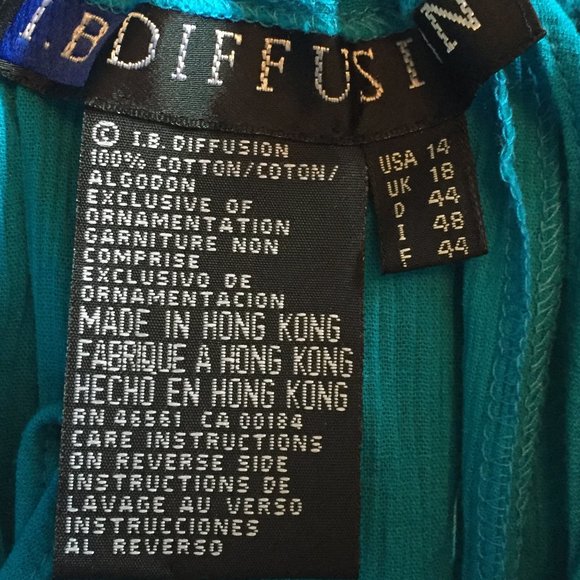 I.B. DIFFUSION
© I.B. DIFFUSION
100% COTTON/COTON/
ALGODON
EXCLUSIVE OF
ORNAMENTATION
GARNITURE NON
COMPRISE
EXCLUSIVO DE
ORNAMENTACION
MADE IN HONG KONG
FABRIQUE A HONG KONG
HECHO EN HONG KONG
RN 46561 CA 00184
CARE INSTRUCTIONS
ON REVERSE SIDE
INSTRUCTIONS DE
LAVAGE AU VERSO
INSTRUCCIONES
AL REVERSO
USA 14
UK 18
D 44
I 48
F 44